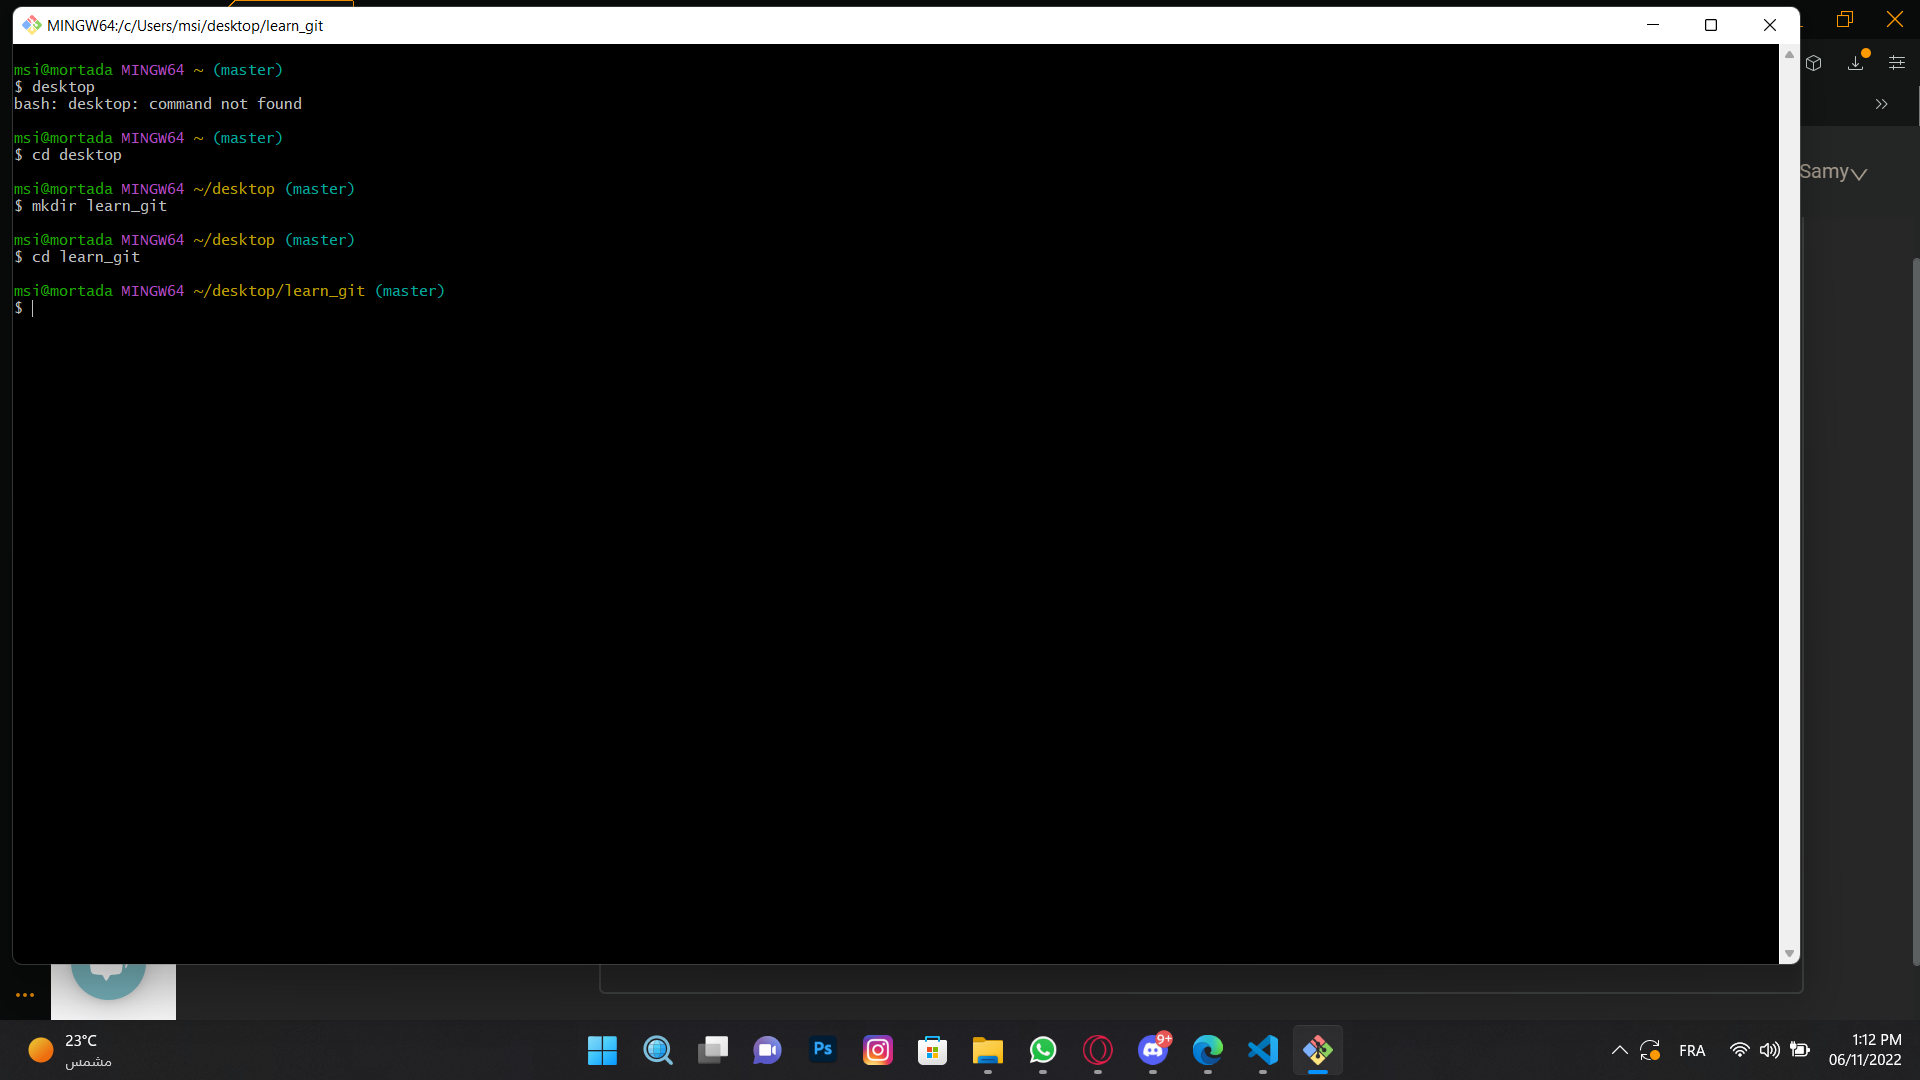 MINGW64:/c/Users/msi/desktop/learn_git
msi@mortada MINGW64 ~ (master)
$ desktop
bash: desktop: command not found
msi@mortada MINGW64 ~ (master)
$ cd desktop
msi@mortada MINGW64 ~/desktop (master)
$ mkdir learn_git
msi@mortada MINGW64 ~/desktop (master)
$ cd learn_git
msi@mortada MINGW64 ~/desktop/learn_git (master)
$
Samy
23°C
مشمس
Ps
9+
FRA
1:12 PM
06/11/2022